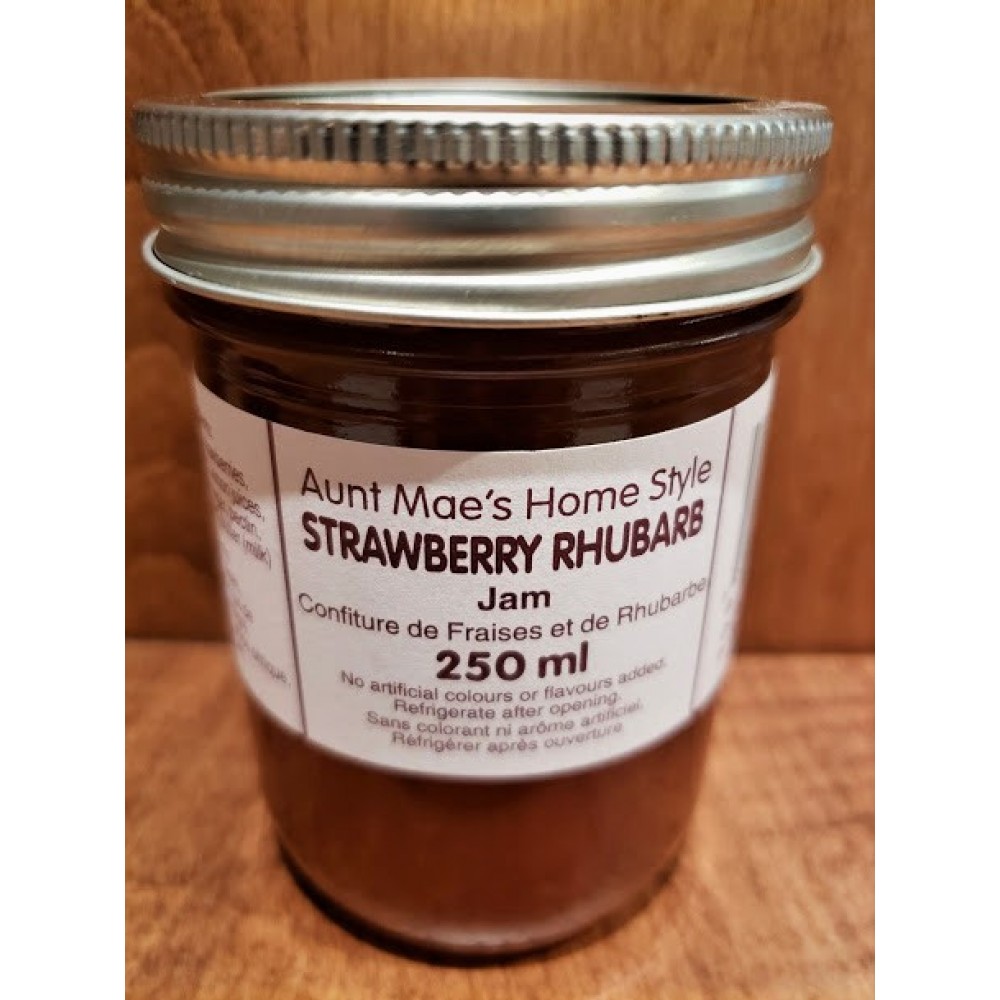 Aunt Mae's Home Style
STRAWBERRY RHUBARB
Jam
Confiture de Fraises et de Rhubarbe
250 ml
No artificial colours or flavours added.
Refrigerate after opening.
Sans colorant ni arôme artificiel.
Réfrigérer après ouverture
(milk)